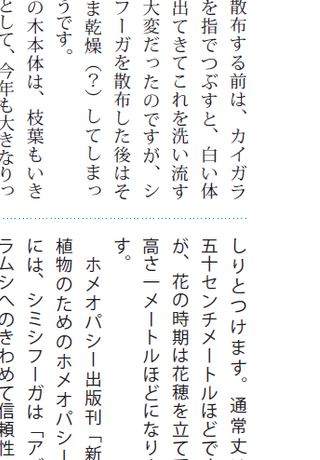 散布する前は、カイガラ
を指でつぶすと、白い体
出てきてこれを洗い流す
大変だったのですが、シ
フーガを散布した後はそ
ま乾燥（？）してしまっ
うです。
の木本体は、枝葉もいき
として、今年も大きなりっ
しりとつけます。通常丈
五十センチメートルほどで
が、花の時期は花穂を立て
高さ一メートルほどになり
す。
ホメオパシー出版刊「新
植物のためのホメオパシー
には、シミシフーガは「ア
ラムシへのきわめて信頼性